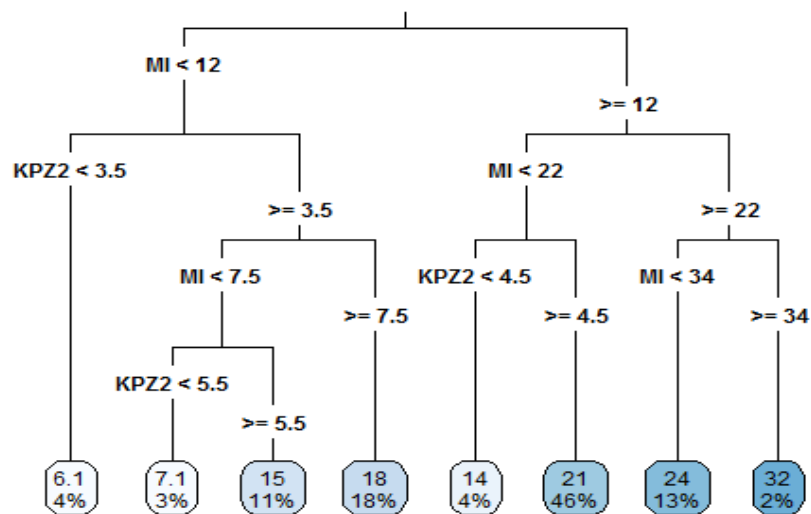 MI < 12
>= 12
KPZ2 < 3.5
MI < 22
>= 3.5
>= 22
MI < 7.5
KPZ2 < 4.5
MI < 34
>= 7.5
>= 4.5
>= 34
KPZ2 < 5.5
>= 5.5
6.1 7.1 15 18 14 21 24 32
4% 3% 11% 18% 4% 46% 13% 2%